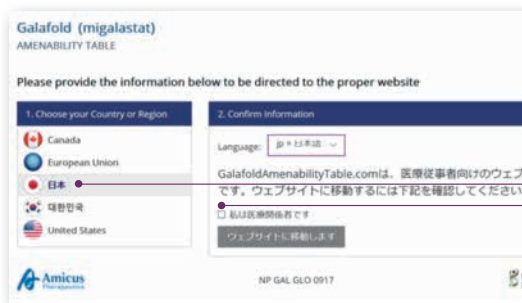 Galafold (migalastat)
AMENABILITY TABLE
Please provide the information below to be directed to the proper website
1. Choose your Country or Region
Canada
European Union
日本
대한민국
United States
2. Confirm Information
Language: jp - 日本語
GalafoldAmenabilityTable.comは、医療従事者向けのウェブ
です。ウェブサイトに移動するには下記を確認してください
私は医療関係者です
ウェブサイトに移動します
Amicus
Therapeutics
NP GAL GLO 0917